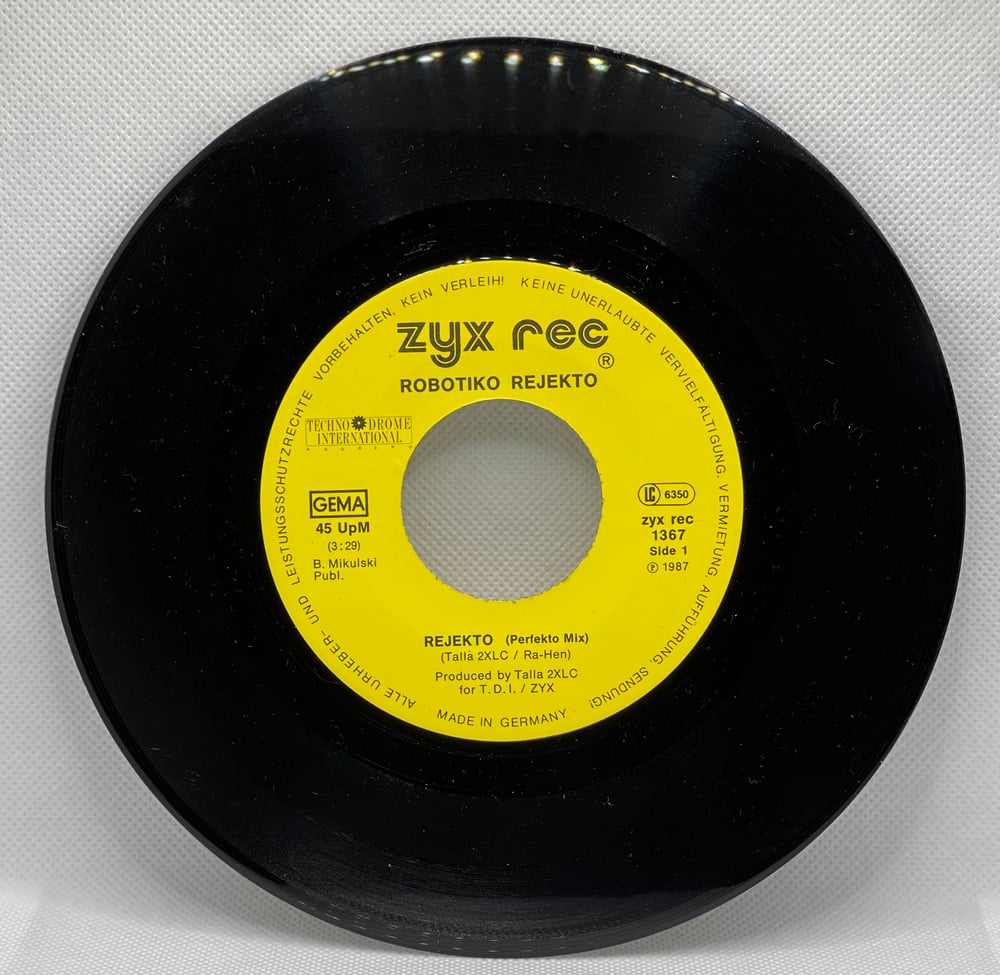 ALLE URHEBER- UND LEISTUNGSSCHUTZRECHTE VORBEHALTEN, KEIN VERLEIH! KEINE UNERLAUBTE VERVIELFÄLTIGUNG, VERMIETUNG, AUFFÜHRUNG, SENDUNG!
zyx rec
®
ROBOTIKO REJEKTO
TECHNO DROME
INTERNATIONAL
GEMA
45 UpM
(3:29)
B. Mikulski
Publ.
LC 6350
zyx rec
1367
Side 1
Ⓟ 1987
REJEKTO (Perfekto Mix)
(Talla 2XLC / Ra-Hen)
Produced by Talla 2XLC
for T.D.I. / ZYX
MADE IN GERMANY